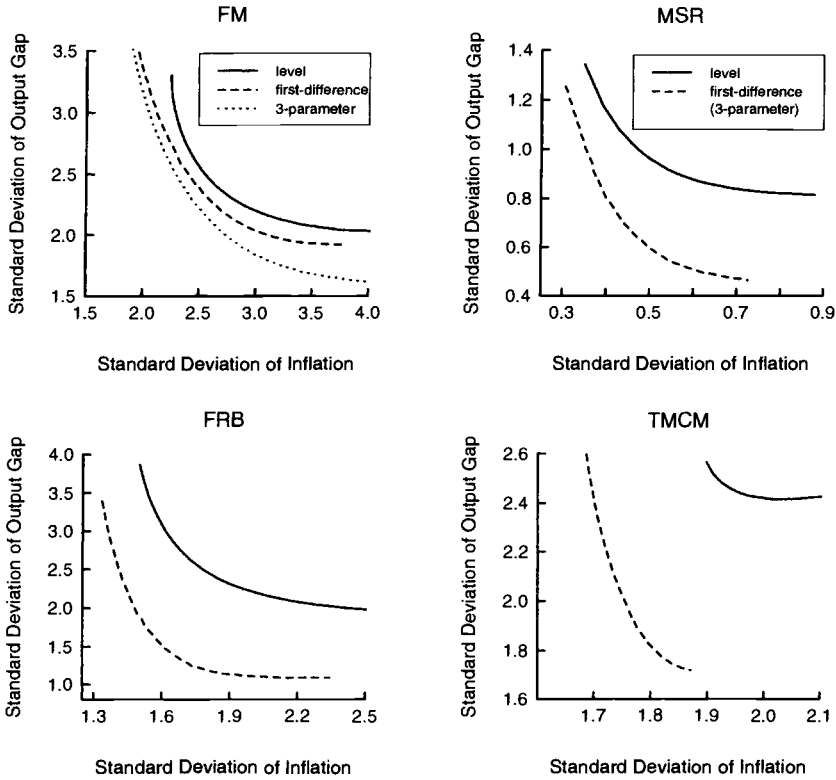 FM
Standard Deviation of Output Gap
3.5
3.0
2.5
2.0
1.5
level
first-difference
3-parameter
1.5 2.0 2.5 3.0 3.5 4.0
Standard Deviation of Inflation
MSR
Standard Deviation of Output Gap
1.4
1.2
1.0
0.8
0.6
0.4
level
first-difference
(3-parameter)
0.3 0.5 0.7 0.9
Standard Deviation of Inflation
FRB
Standard Deviation of Output Gap
4.0
3.5
3.0
2.5
2.0
1.5
1.0
1.3 1.6 1.9 2.2 2.5
Standard Deviation of Inflation
TMCM
Standard Deviation of Output Gap
2.6
2.4
2.2
2.0
1.8
1.6
1.7 1.8 1.9 2.0 2.1
Standard Deviation of Inflation